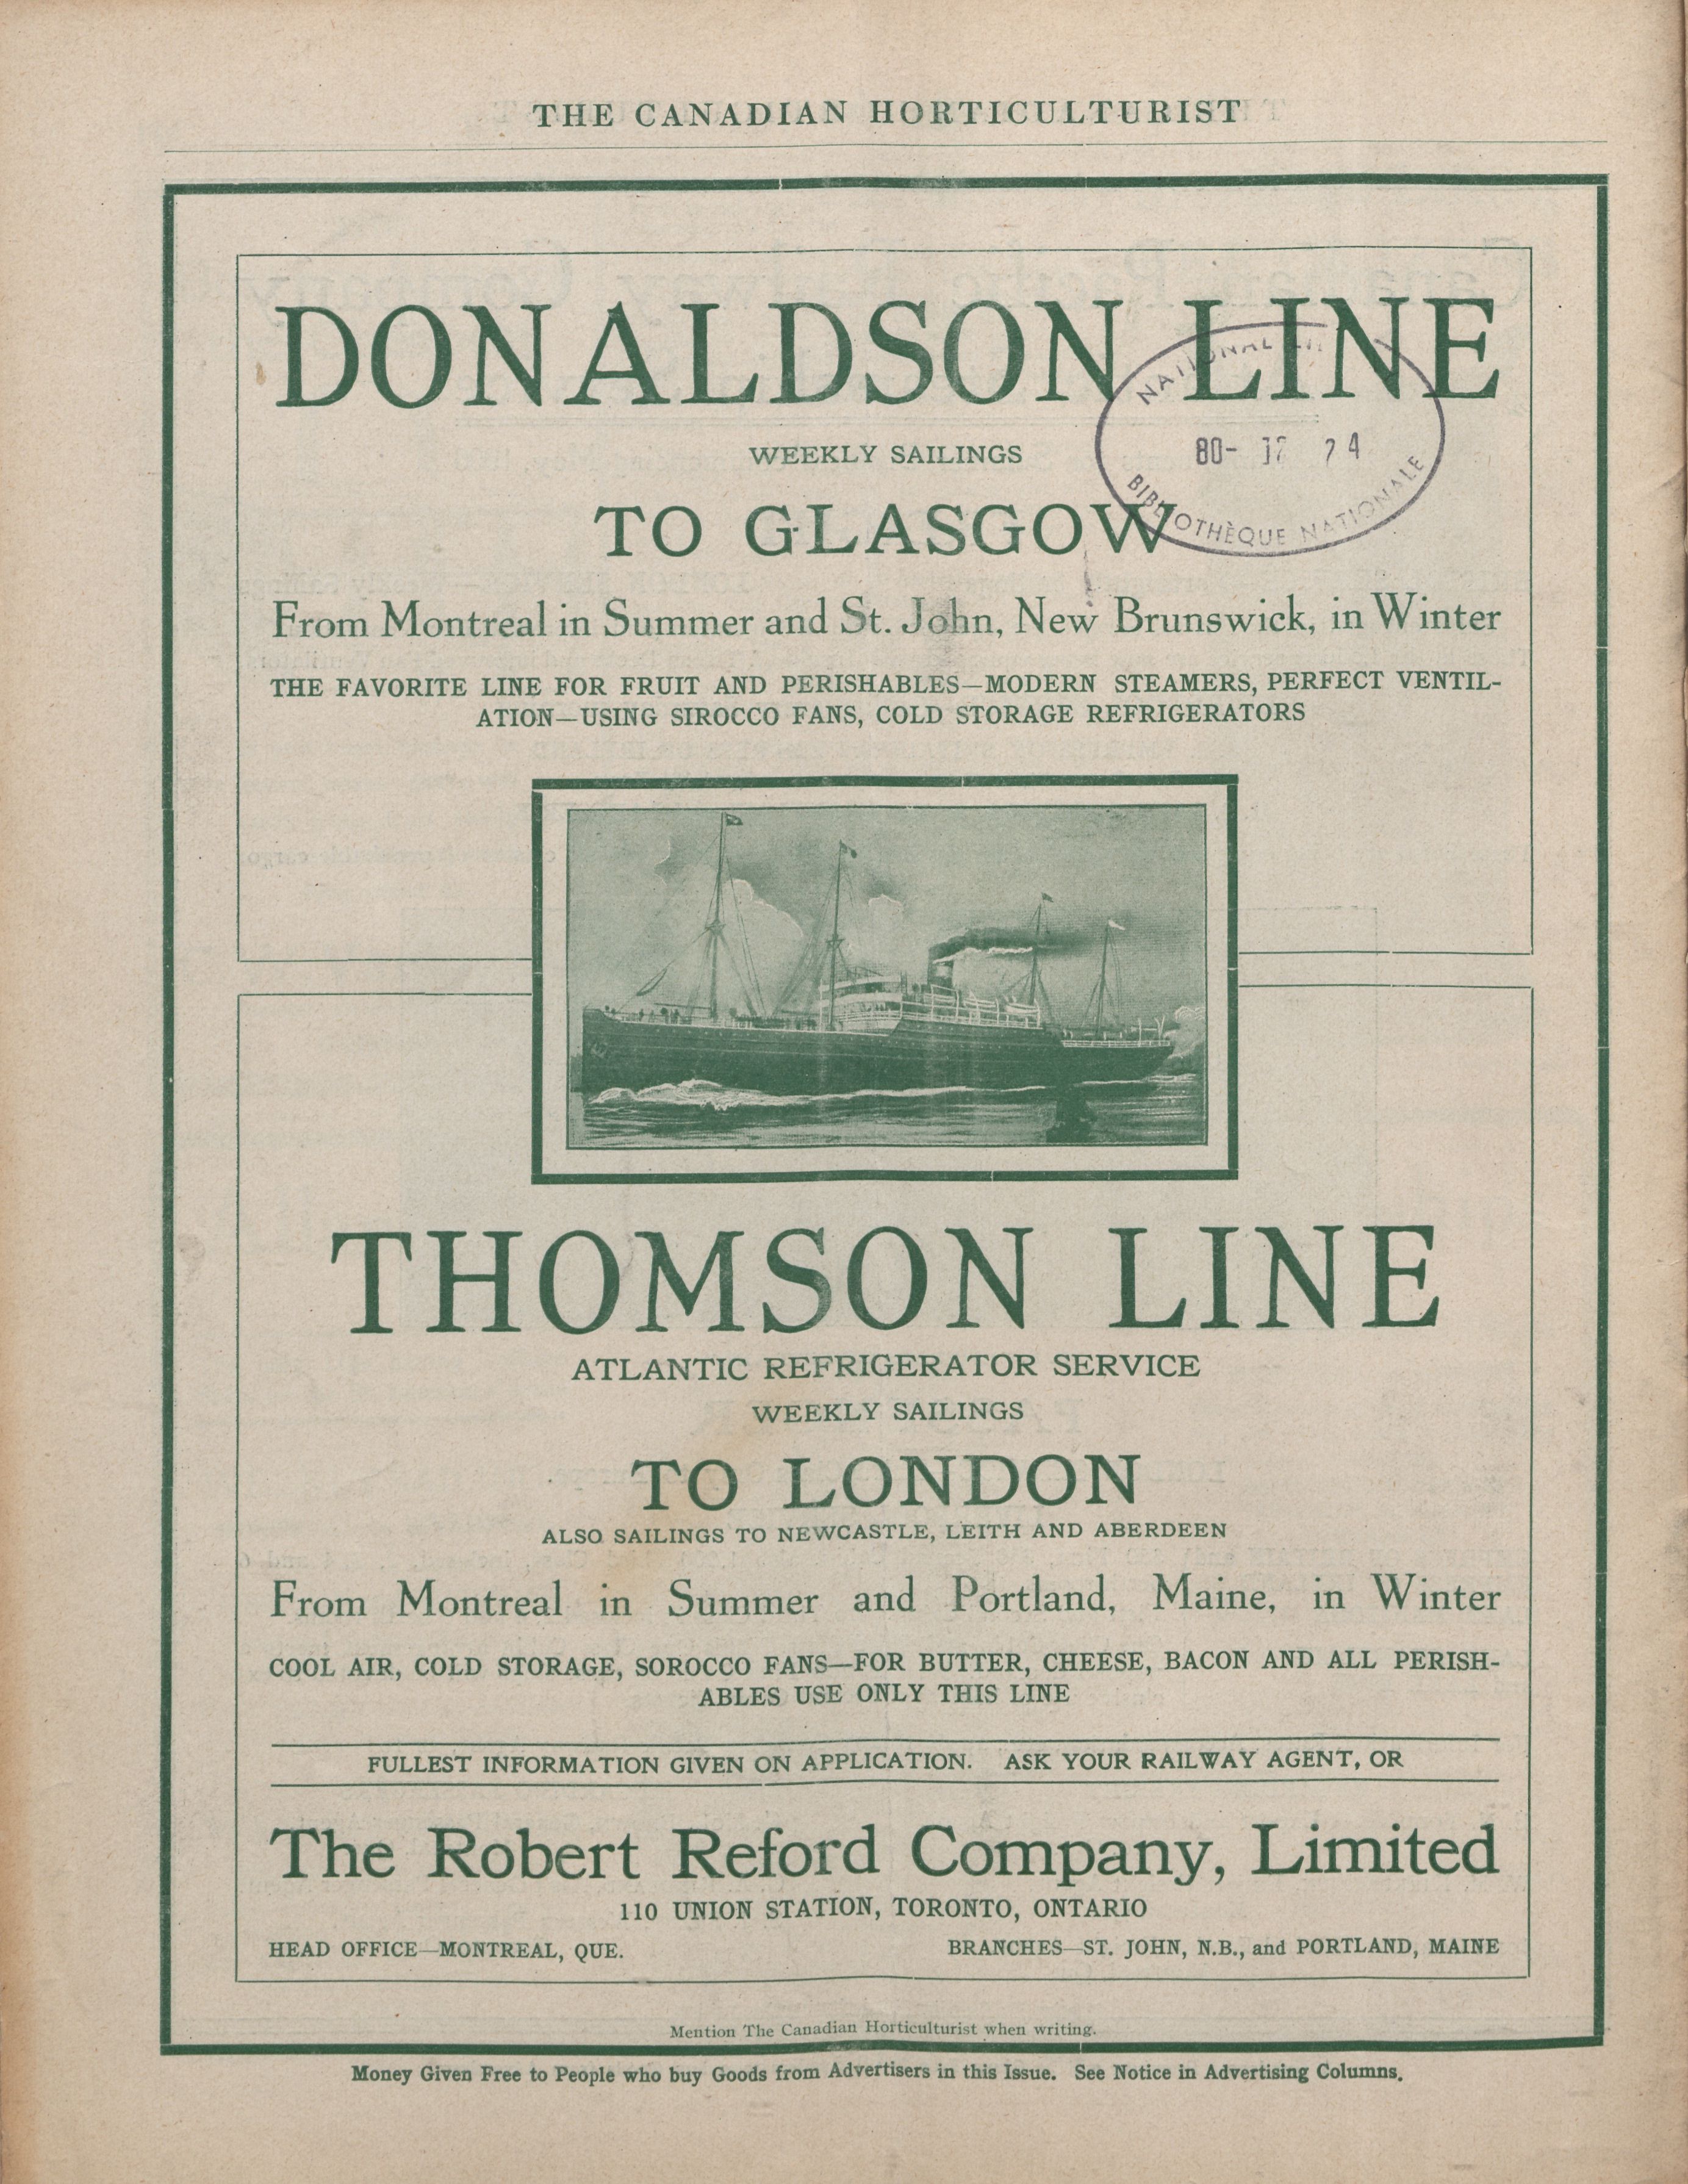 THE CANADIAN HORTICULTURIST
DONALDSON LINE
WEEKLY SAILINGS
TO GLASGOW
From Montreal in Summer and St. John, New Brunswick, in Winter
THE FAVORITE LINE FOR FRUIT AND PERISHABLES—MODERN STEAMERS, PERFECT VENTIL-
ATION—USING SIROCCO FANS, COLD STORAGE REFRIGERATORS
NATIONAL
80- 12 24
BIBLIOTHÈQUE NATIONALE
THOMSON LINE
ATLANTIC REFRIGERATOR SERVICE
WEEKLY SAILINGS
TO LONDON
ALSO SAILINGS TO NEWCASTLE, LEITH AND ABERDEEN
From Montreal in Summer and Portland, Maine, in Winter
COOL AIR, COLD STORAGE, SOROCCO FANS—FOR BUTTER, CHEESE, BACON AND ALL PERISH-
ABLES USE ONLY THIS LINE
FULLEST INFORMATION GIVEN ON APPLICATION. ASK YOUR RAILWAY AGENT, OR
The Robert Reford Company, Limited
110 UNION STATION, TORONTO, ONTARIO
HEAD OFFICE—MONTREAL, QUE. BRANCHES—ST. JOHN, N.B., and PORTLAND, MAINE
Mention The Canadian Horticulturist when writing.
Money Given Free to People who buy Goods from Advertisers in this Issue. See Notice in Advertising Columns.